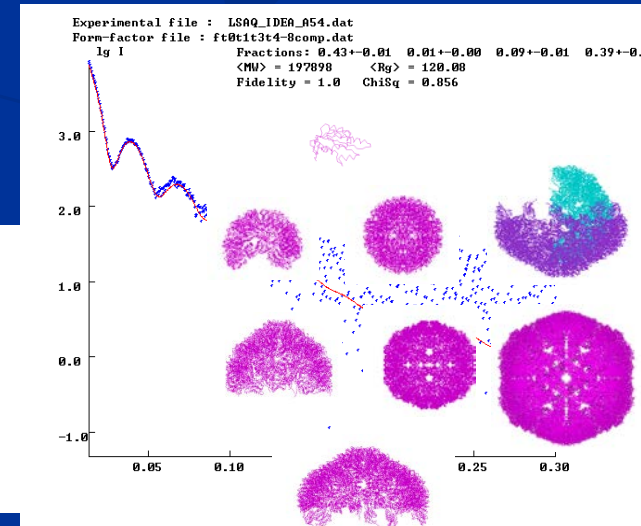 Experimental file :  LSAQ_IDEA_A54.dat
Form-factor file : ft0t1t3t4-8comp.dat
lg I
Fractions: 0.43+-0.01  0.01+-0.00  0.09+-0.01  0.39+-0.
<MW> = 197898    <Rg> = 120.08
Fidelity = 1.0  ChiSq = 0.856
3.0
2.0
1.0
0.0
-1.0
0.05
0.10
0.25
0.30